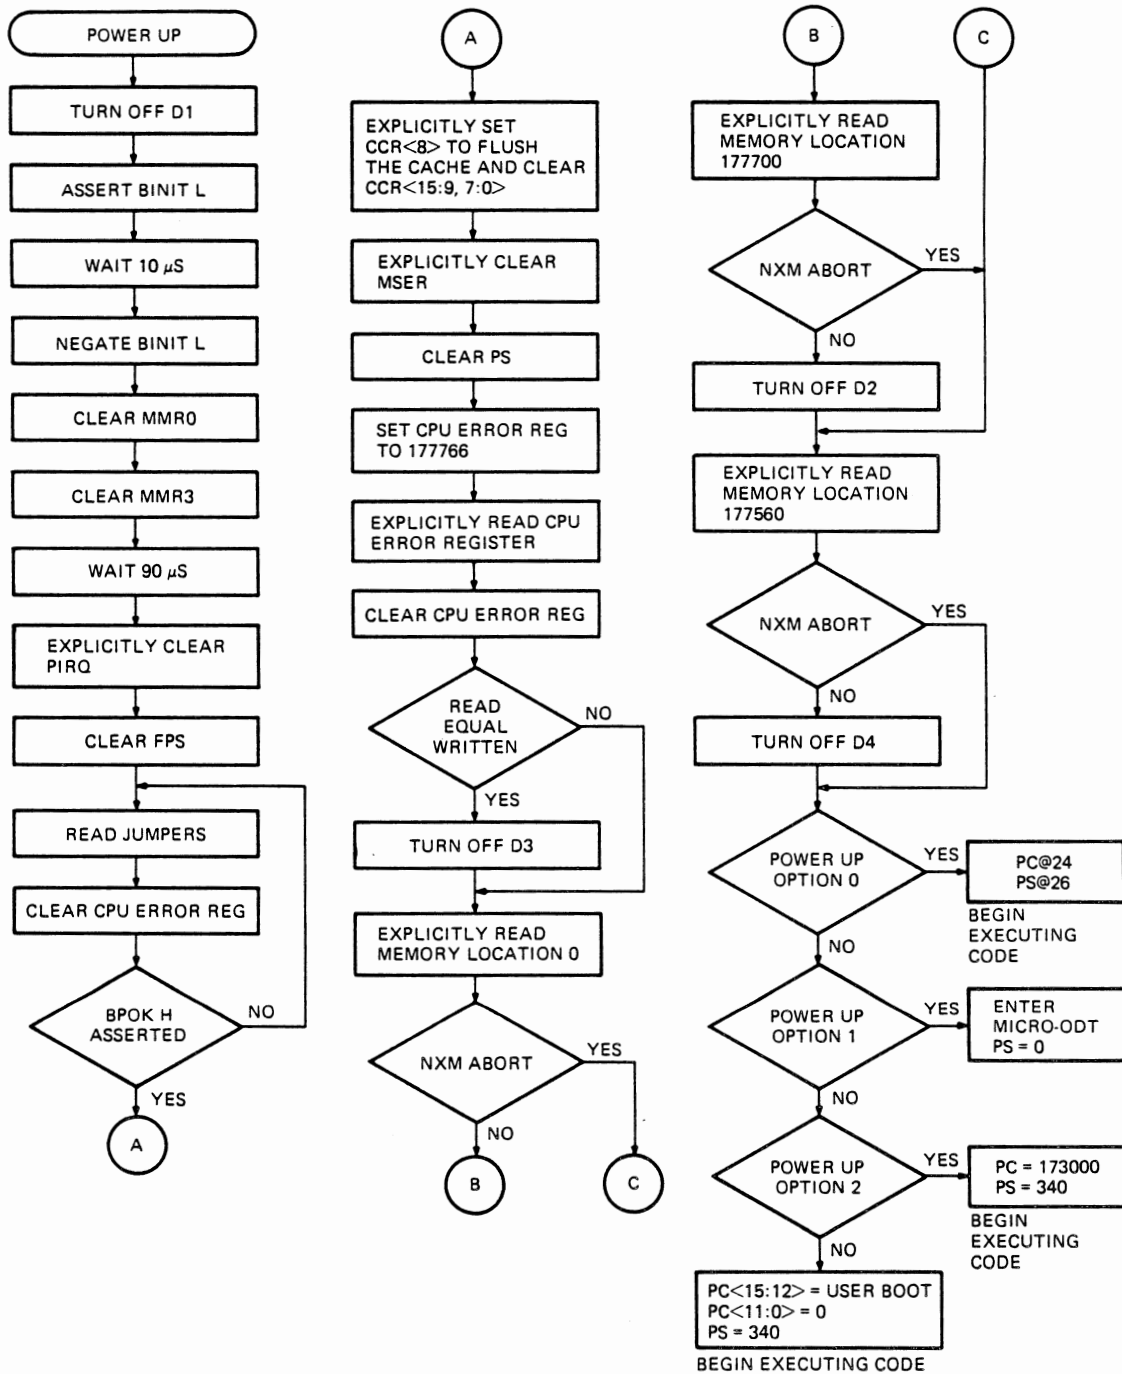 POWER UP
TURN OFF D1
ASSERT BINIT L
WAIT 10 μS
NEGATE BINIT L
CLEAR MMR0
CLEAR MMR3
WAIT 90 μS
EXPLICITLY CLEAR
PIRQ
CLEAR FPS
READ JUMPERS
CLEAR CPU ERROR REG
BPOK H
ASSERTED
NO
YES
A
A
EXPLICITLY SET
CCR<8> TO FLUSH
THE CACHE AND CLEAR
CCR<15:9, 7:0>
EXPLICITLY CLEAR
MSER
CLEAR PS
SET CPU ERROR REG
TO 177766
EXPLICITLY READ CPU
ERROR REGISTER
CLEAR CPU ERROR REG
READ
EQUAL
WRITTEN
NO
YES
TURN OFF D3
EXPLICITLY READ
MEMORY LOCATION 0
NXM ABORT
YES
NO
B
C
B
C
EXPLICITLY READ
MEMORY LOCATION
177700
NXM ABORT
YES
NO
TURN OFF D2
EXPLICITLY READ
MEMORY LOCATION
177560
NXM ABORT
YES
NO
TURN OFF D4
POWER UP
OPTION 0
YES
PC@24
PS@26
BEGIN
EXECUTING
CODE
NO
POWER UP
OPTION 1
YES
ENTER
MICRO-ODT
PS = 0
NO
POWER UP
OPTION 2
YES
PC = 173000
PS = 340
BEGIN
EXECUTING
CODE
NO
PC<15:12> = USER BOOT
PC<11:0> = 0
PS = 340
BEGIN EXECUTING CODE